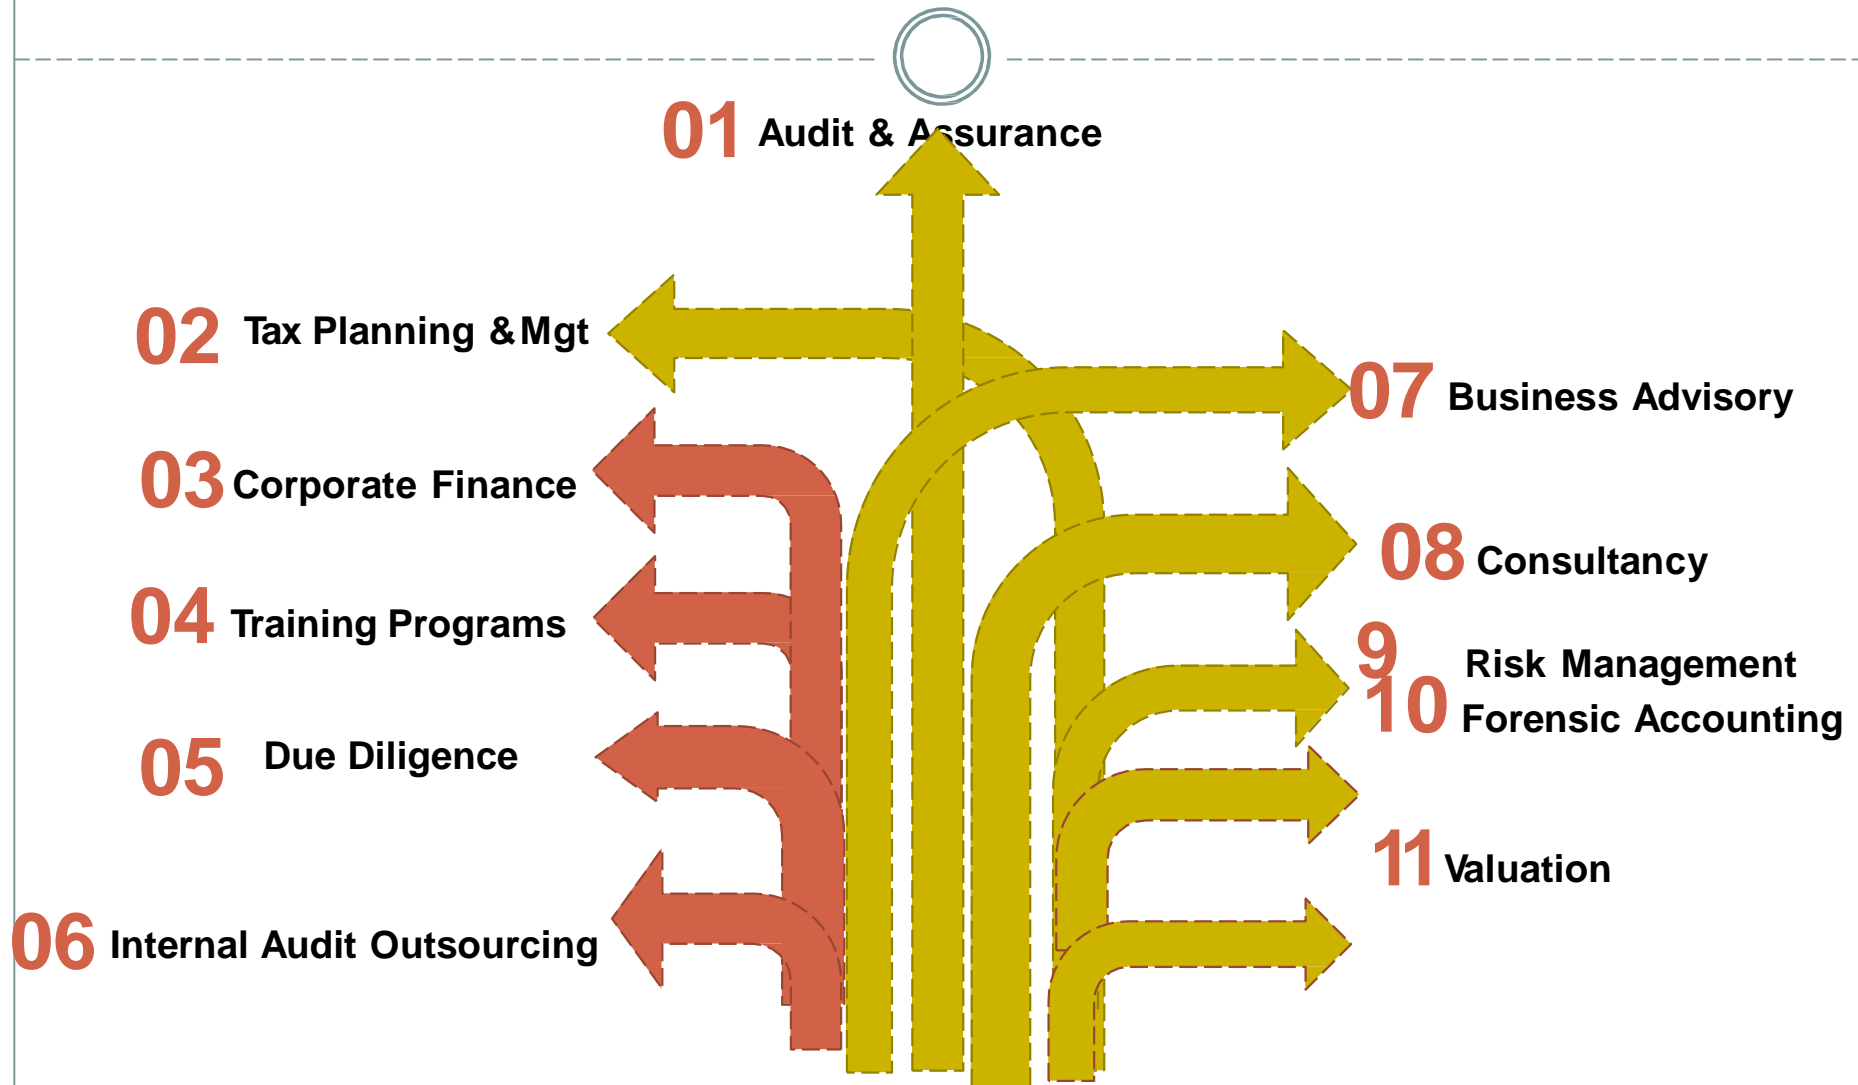 01 Audit & Assurance
02 Tax Planning & Mgt
03 Corporate Finance
04 Training Programs
05 Due Diligence
06 Internal Audit Outsourcing
07 Business Advisory
08 Consultancy
9 Risk Management
10 Forensic Accounting
11 Valuation